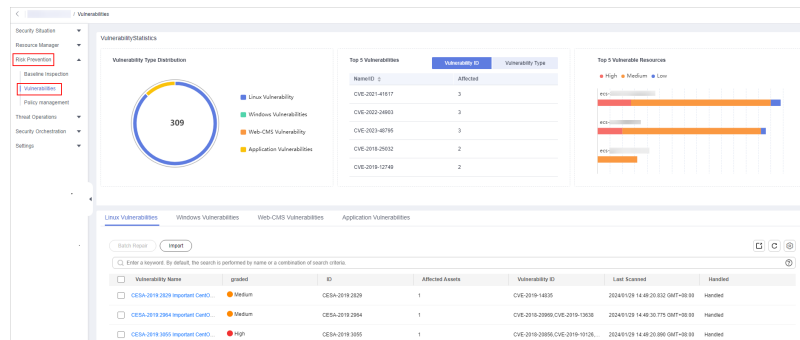 / Vulnerabilities
Security Situation
Resource Manager
Risk Prevention
Baseline Inspection
Vulnerabilities
Policy management
Threat Operations
Security Orchestration
Settings
VulnerabilityStatistics
Vulnerability Type Distribution
309
Linux Vulnerability
Windows Vulnerabilities
Web-CMS Vulnerability
Application Vulnerabilities
Top 5 Vulnerabilities
Vulnerability ID Vulnerability Type
Name/ID Affected
CVE-2021-41617 3
CVE-2022-24903 3
CVE-2023-48795 3
CVE-2018-25032 2
CVE-2019-12749 2
Top 5 Vulnerable Resources
High Medium Low
ecs-
ecs-
ecs-
Linux Vulnerabilities Windows Vulnerabilities Web-CMS Vulnerabilities Application Vulnerabilities
Batch Repair Import
Enter a keyword. By default, the search is performed by name or a combination of search criteria.
Vulnerability Name graded ID Affected Assets Vulnerability ID Last Scanned Handled
CESA-2019:2829 Important CentO... Medium CESA-2019:2829 1 CVE-2019-14835 2024/01/29 14:49:20.832 GMT+08:00 Handled
CESA-2019:2964 Important CentO... Medium CESA-2019:2964 1 CVE-2018-20969,CVE-2019-13638 2024/01/29 14:49:30.775 GMT+08:00 Handled
CESA-2019:3055 Important CentO... High CESA-2019:3055 1 CVE-2018-20856,CVE-2019-10126,... 2024/01/29 14:49:20.890 GMT+08:00 Handled